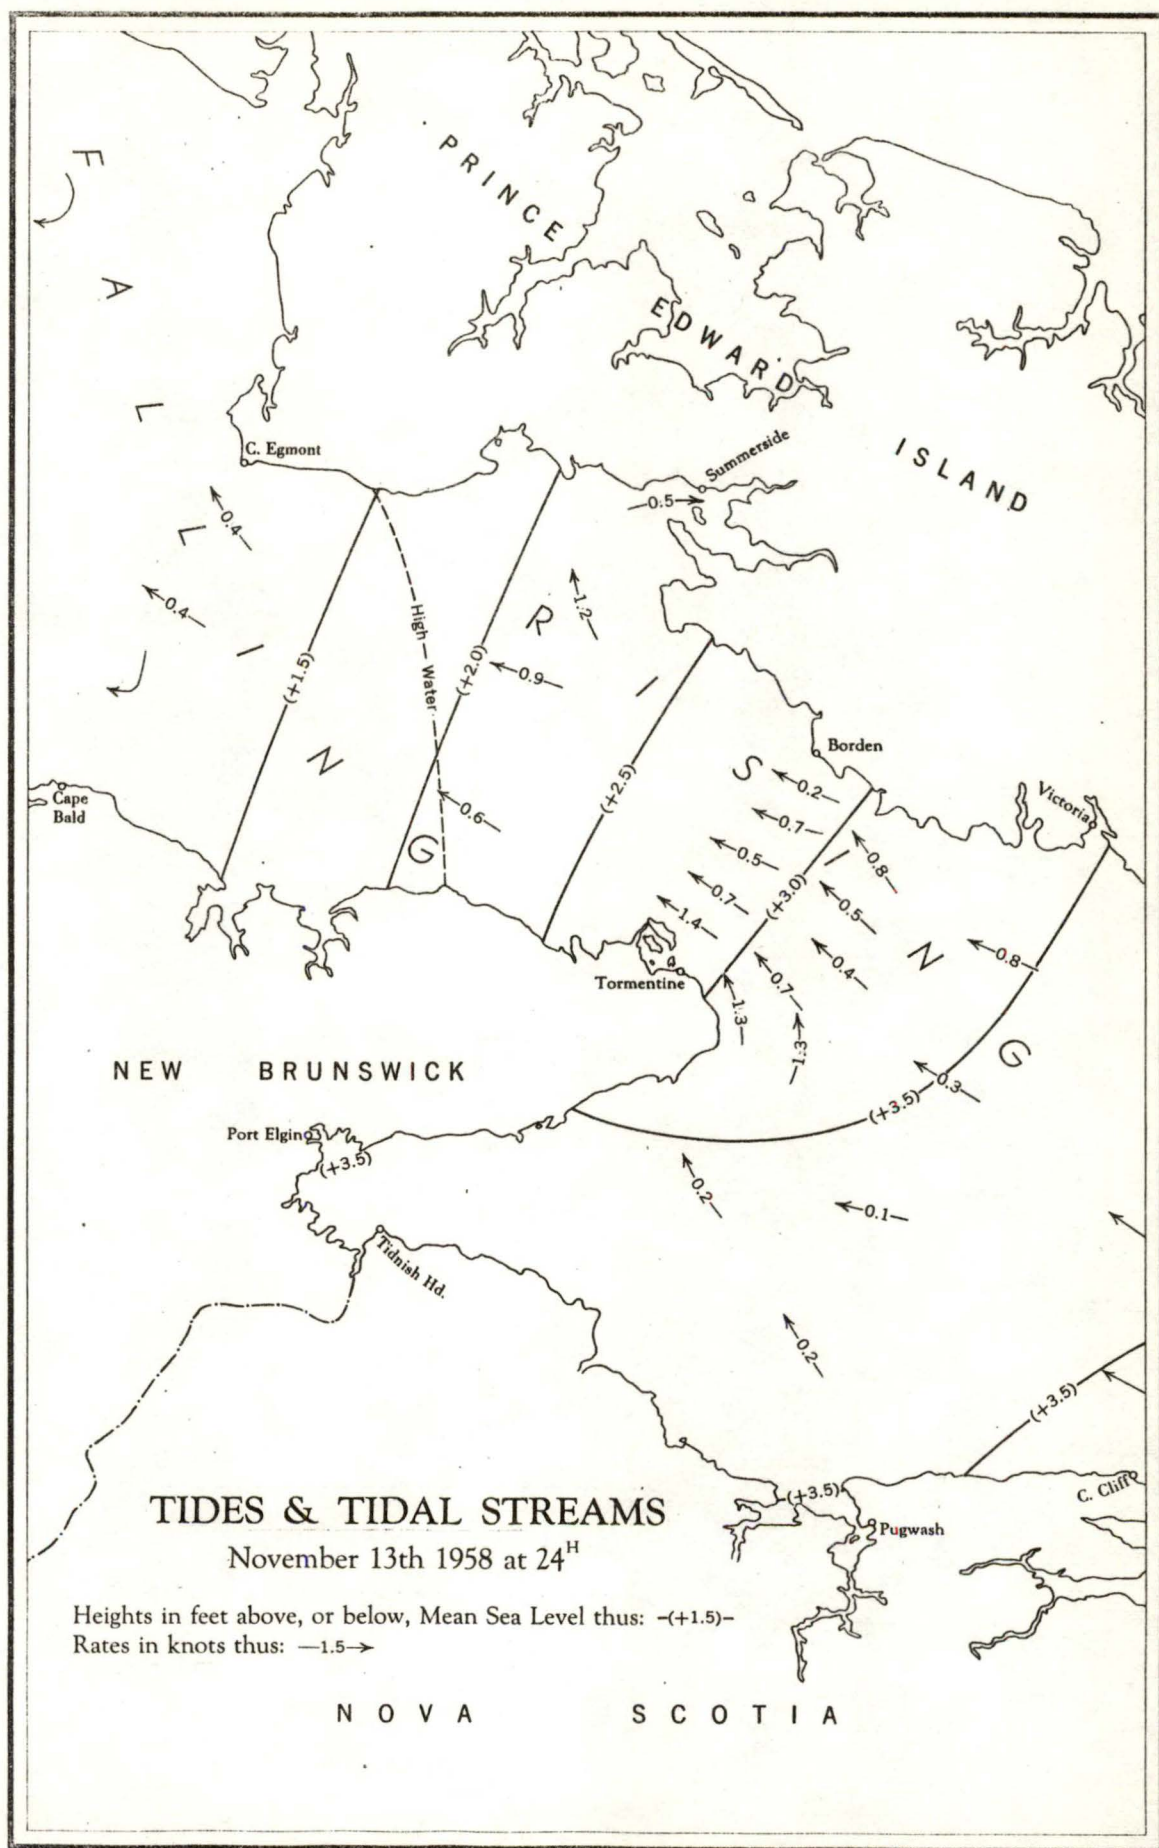 PRINCE
EDWARD
ISLAND
FALLING
RISING
C. Egmont
Summerside
0.5
0.4
0.4
High Water
(+1.5)
(+2.0)
1.2
0.9
0.6
(+2.5)
Borden
Cape
Bald
Victoria
0.2
0.7
0.5
0.7
1.4
(+3.0)
0.8
0.5
0.4
0.7
0.8
Tormentine
1.3
1.3
0.3
(+3.5)
NEW BRUNSWICK
Port Elgin
(+3.5)
0.2
0.1
Tidnish Hd.
0.2
(+3.5)
(+3.5)
C. Cliff
Pugwash
TIDES & TIDAL STREAMS
November 13th 1958 at 24H
Heights in feet above, or below, Mean Sea Level thus: -(+1.5)-
Rates in knots thus: —1.5→
NOVA SCOTIA